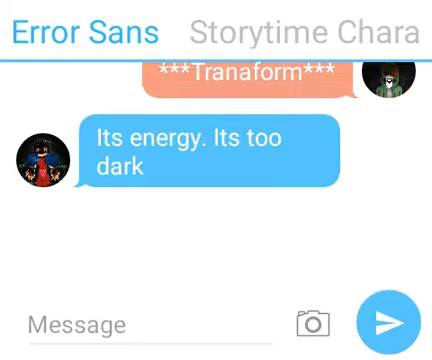 Error Sans Storytime Chara
***Tranaform***
Its energy. Its too
dark
Message